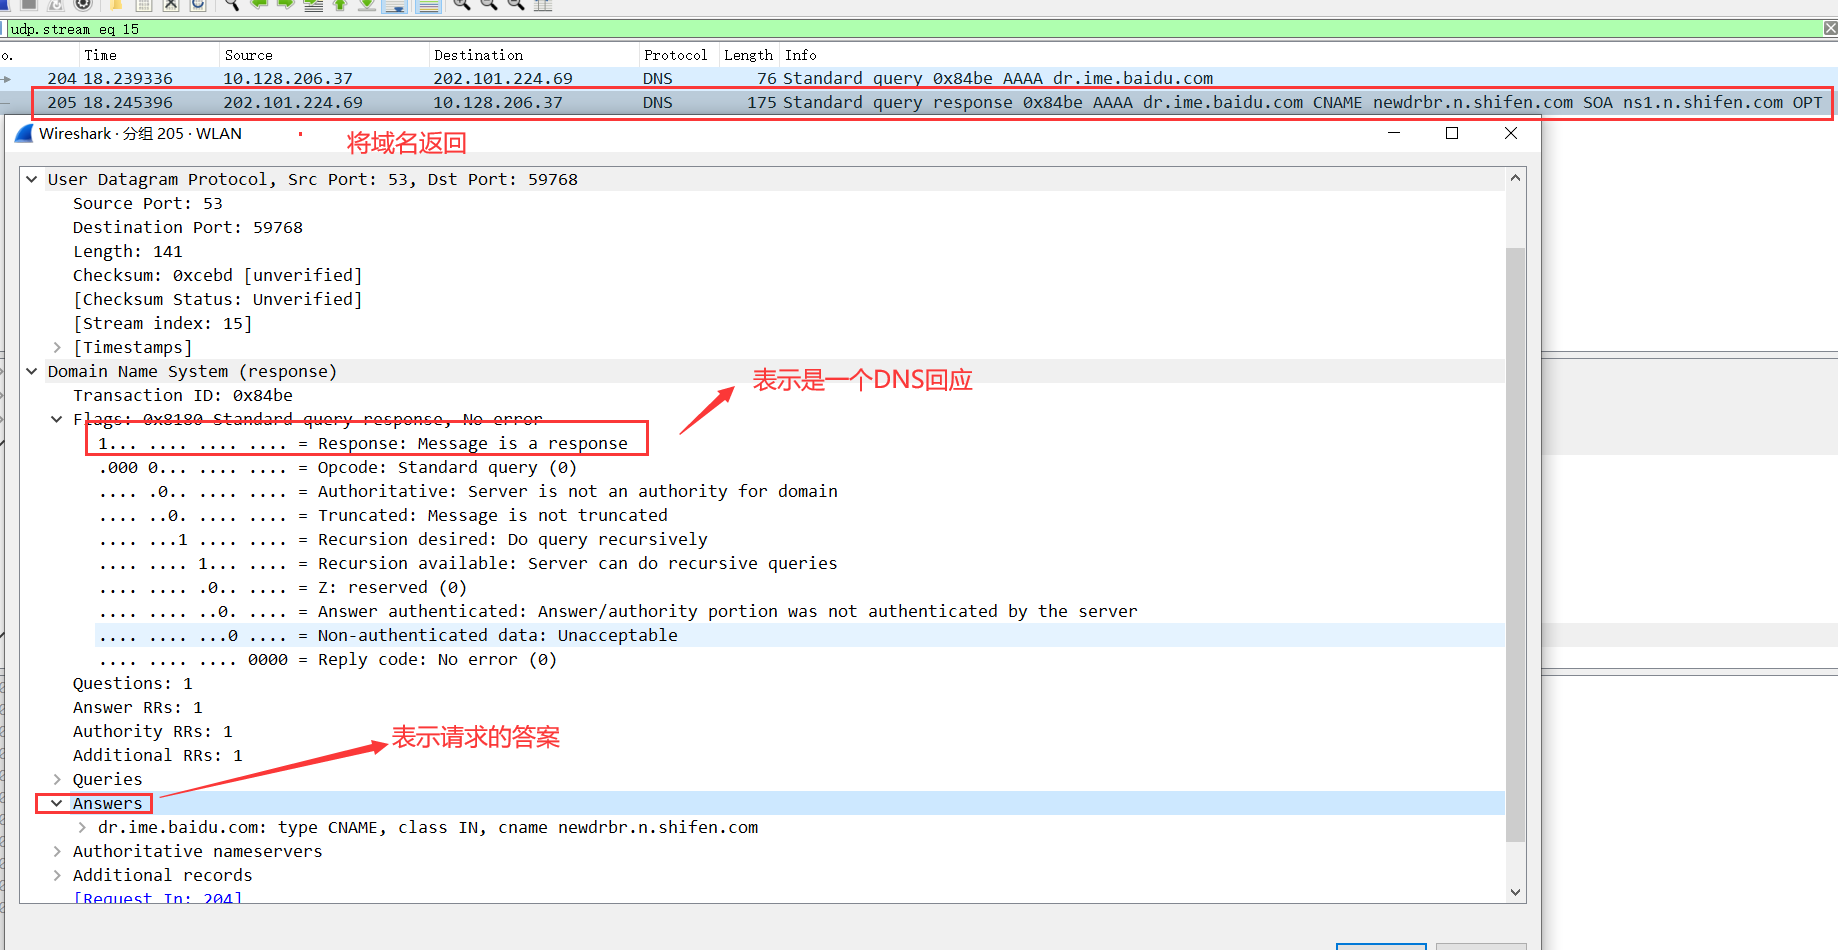 udp.stream eq 15
o. Time Source Destination Protocol Length Info
204 18.239336 10.128.206.37 202.101.224.69 DNS 76 Standard query 0x84be AAAA dr.ime.baidu.com
205 18.245396 202.101.224.69 10.128.206.37 DNS 175 Standard query response 0x84be AAAA dr.ime.baidu.com CNAME newdrbr.n.shifen.com SOA ns1.n.shifen.com OPT
Wireshark · 分组 205 · WLAN
将域名返回
User Datagram Protocol, Src Port: 53, Dst Port: 59768
Source Port: 53
Destination Port: 59768
Length: 141
Checksum: 0xcebd [unverified]
[Checksum Status: Unverified]
[Stream index: 15]
[Timestamps]
Domain Name System (response)
表示是一个DNS回应
Transaction ID: 0x84be
Flags: 0x8180 Standard query response, No error
1... .... .... .... = Response: Message is a response
.000 0... .... .... = Opcode: Standard query (0)
.... .0.. .... .... = Authoritative: Server is not an authority for domain
.... ..0. .... .... = Truncated: Message is not truncated
.... ...1 .... .... = Recursion desired: Do query recursively
.... .... 1... .... = Recursion available: Server can do recursive queries
.... .... .0.. .... = Z: reserved (0)
.... .... ..0. .... = Answer authenticated: Answer/authority portion was not authenticated by the server
.... .... ...0 .... = Non-authenticated data: Unacceptable
.... .... .... 0000 = Reply code: No error (0)
Questions: 1
Answer RRs: 1
Authority RRs: 1
表示请求的答案
Additional RRs: 1
Queries
Answers
dr.ime.baidu.com: type CNAME, class IN, cname newdrbr.n.shifen.com
Authoritative nameservers
Additional records
[Request In: 204]